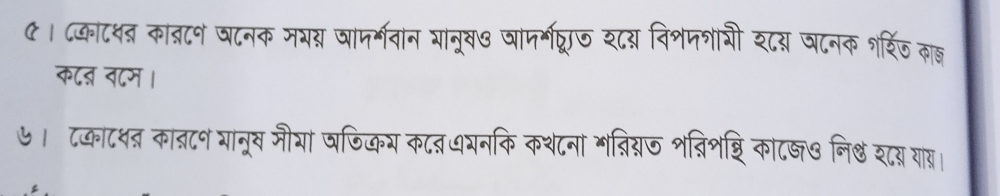 ৫। ক্রোধের কারণে অনেক সময় আদর্শবান মানুষও আদর্শচ্যুত হয়ে বিপদগামী হয়ে অনেক গর্হিত কাজ
করে বসে।
৬। ক্রোধের কারণে মানুষ সীমা অতিক্রম করে এমনকি কখনো শরিয়ত পরিপন্থি কাজেও লিপ্ত হয়ে যায়।